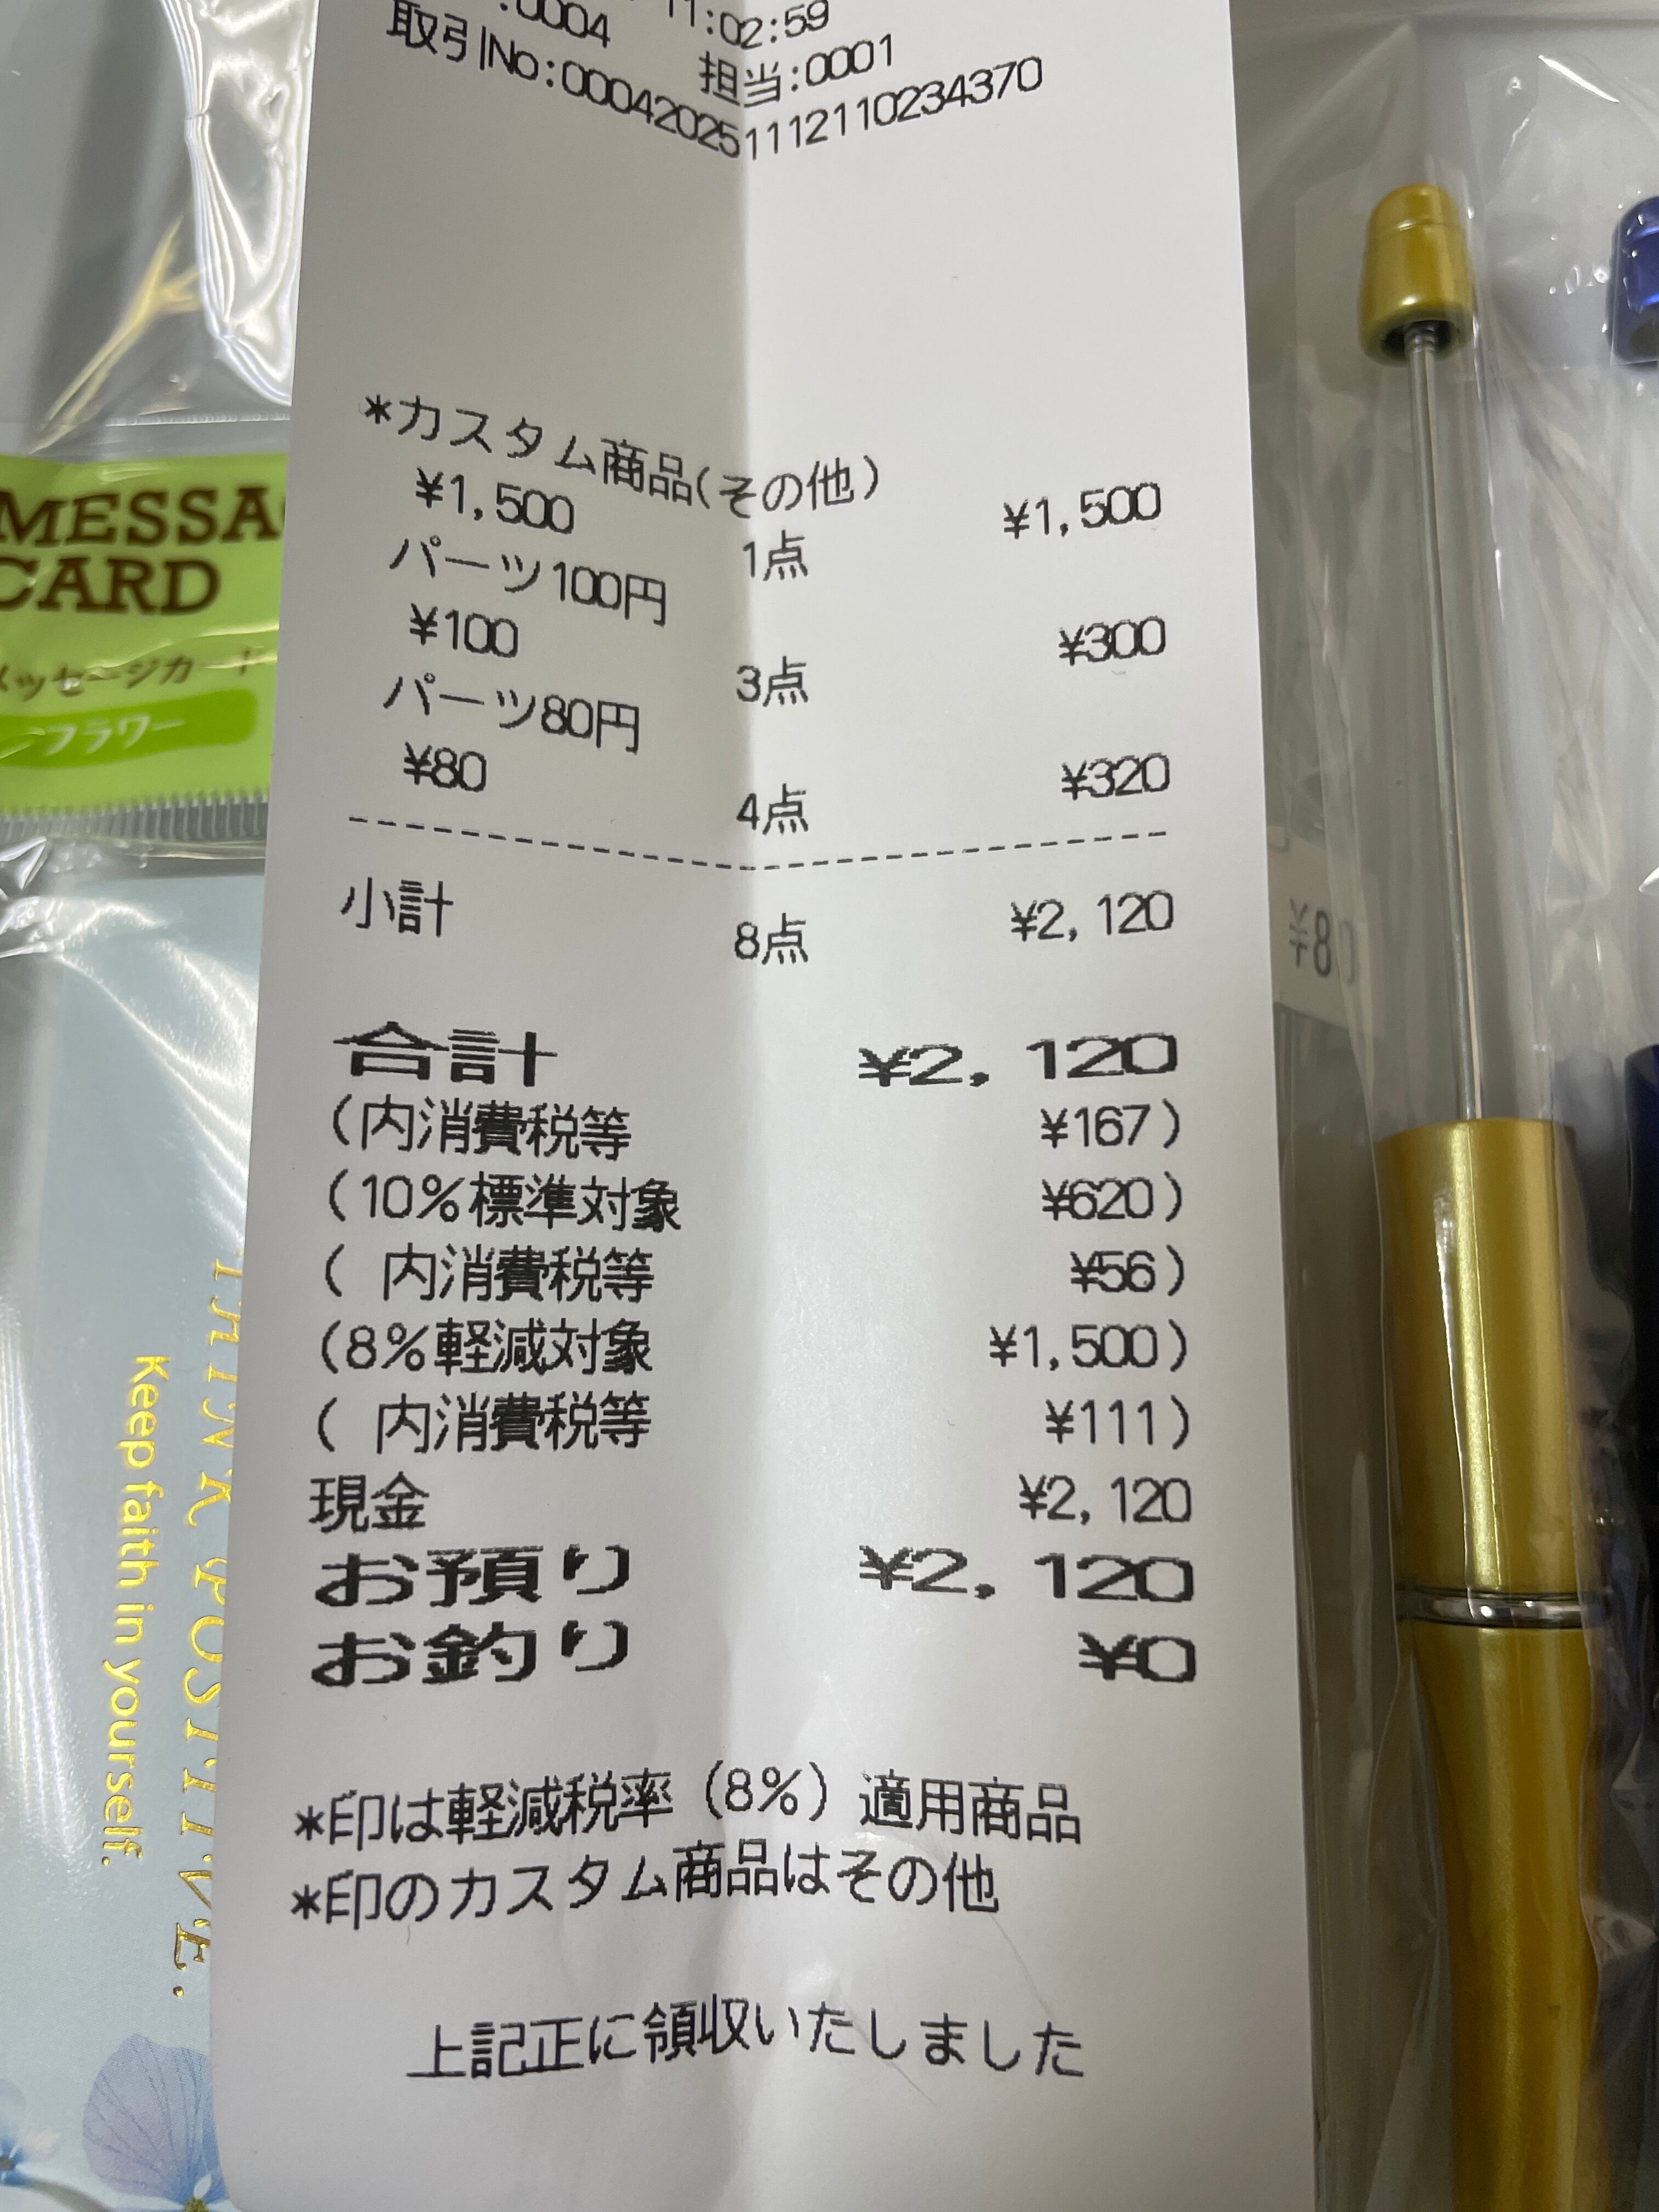 :0004
11:02:59
担当:0001
取引No:000420251112110234370
*カスタム商品(その他)
¥1,500 1点 ¥1,500
パーツ100円
¥100 3点 ¥300
パーツ80円
¥80 4点 ¥320
小計 8点 ¥2,120
合計 ¥2,120
(内消費税等 ¥167)
(10%標準対象 ¥620)
( 内消費税等 ¥56)
(8%軽減対象 ¥1,500)
( 内消費税等 ¥111)
現金 ¥2,120
お預り ¥2,120
お釣り ¥0
*印は軽減税率(8%)適用商品
*印のカスタム商品はその他
上記正に領収いたしました
CARD
メッセージカード
フラワー
THINK POSITIVE.
Keep faith in yourself.
¥80